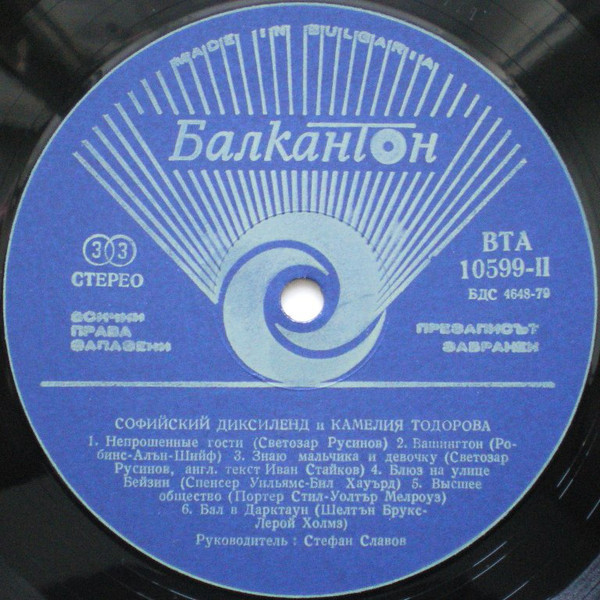 MADE IN BULGARIA
Балкантон
33
СТЕРЕО
ВТА
10599-II
БДС 4648-79
ВСИЧКИ
ПРАВА
ЗАПАЗЕНИ
ПРЕЗАПИСЪТ
ЗАБРАНЕН
СОФИЙСКИЙ ДИКСИЛЕНД и КАМЕЛИЯ ТОДОРОВА
1. Непрошенные гости (Светозар Русинов) 2. Вашингтон (Ро-
бинс-Алън-Шийф) 3. Знаю мальчика и девочку (Светозар
Русинов, англ. текст Иван Стайков) 4. Блюз на улице
Бейзин (Спенсер Уильямс-Бил Хауърд) 5. Высшее
общество (Портер Стил-Уолтър Мелроуз)
6. Бал в Дарктаун (Шелтън Брукс-
Лерой Холмз)
Руководитель : Стефан Славов